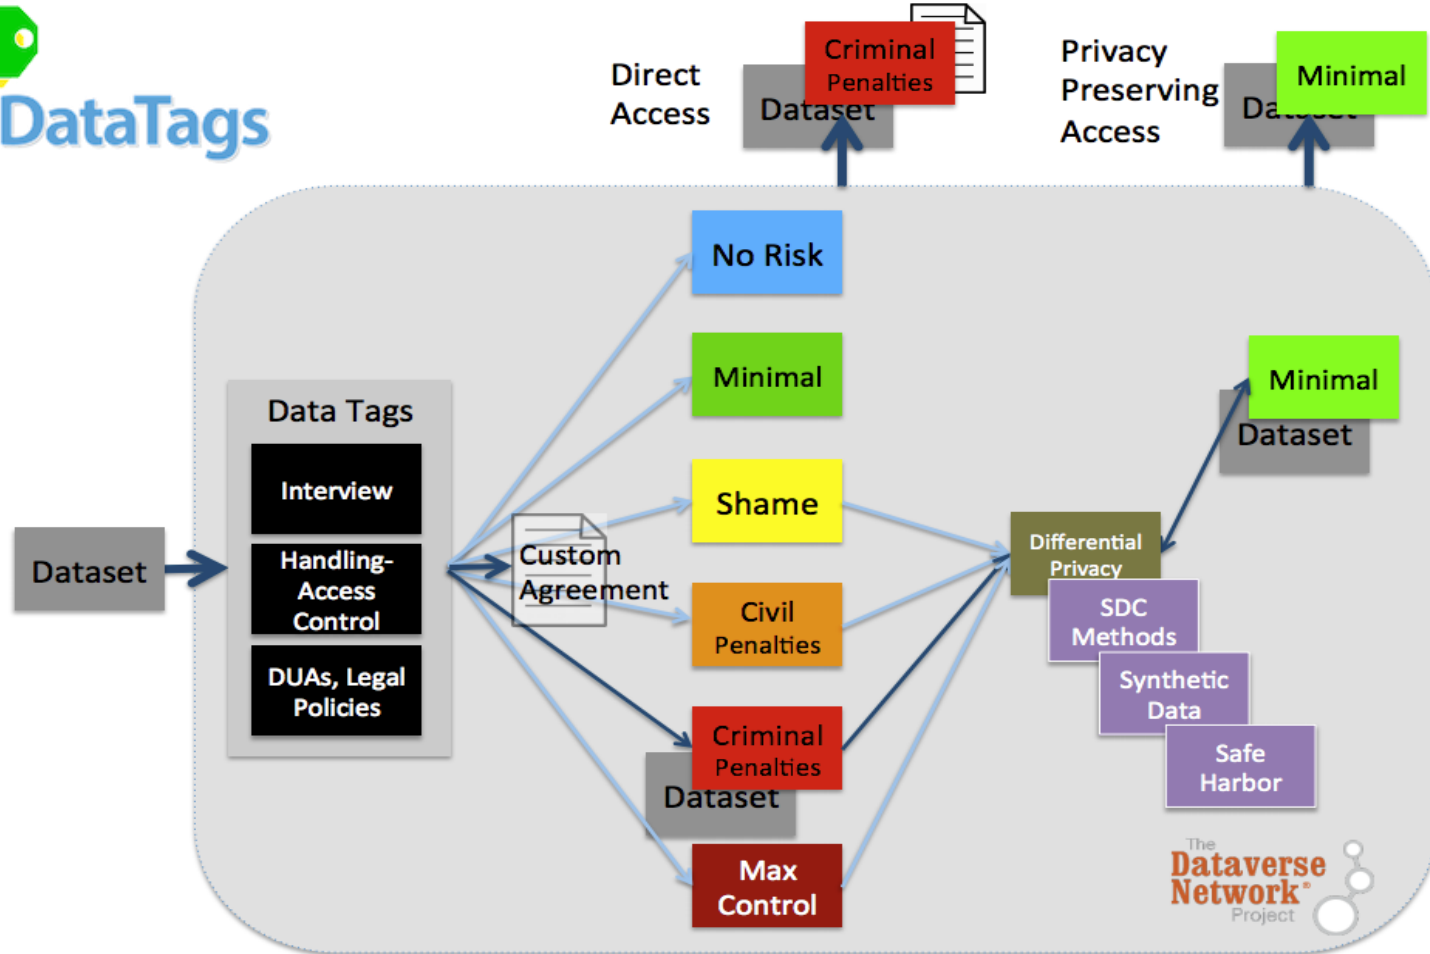 DataTags
Direct
Access
Criminal
Penalties
Dataset
Privacy
Preserving
Access
Minimal
Dataset
No Risk
Minimal
Shame
Civil
Penalties
Criminal
Penalties
Dataset
Max
Control
Data Tags
Interview
Handling-
Access
Control
DUAs, Legal
Policies
Dataset
Custom
Agreement
Minimal
Dataset
Differential
Privacy
SDC
Methods
Synthetic
Data
Safe
Harbor
The
Dataverse
Network®
Project